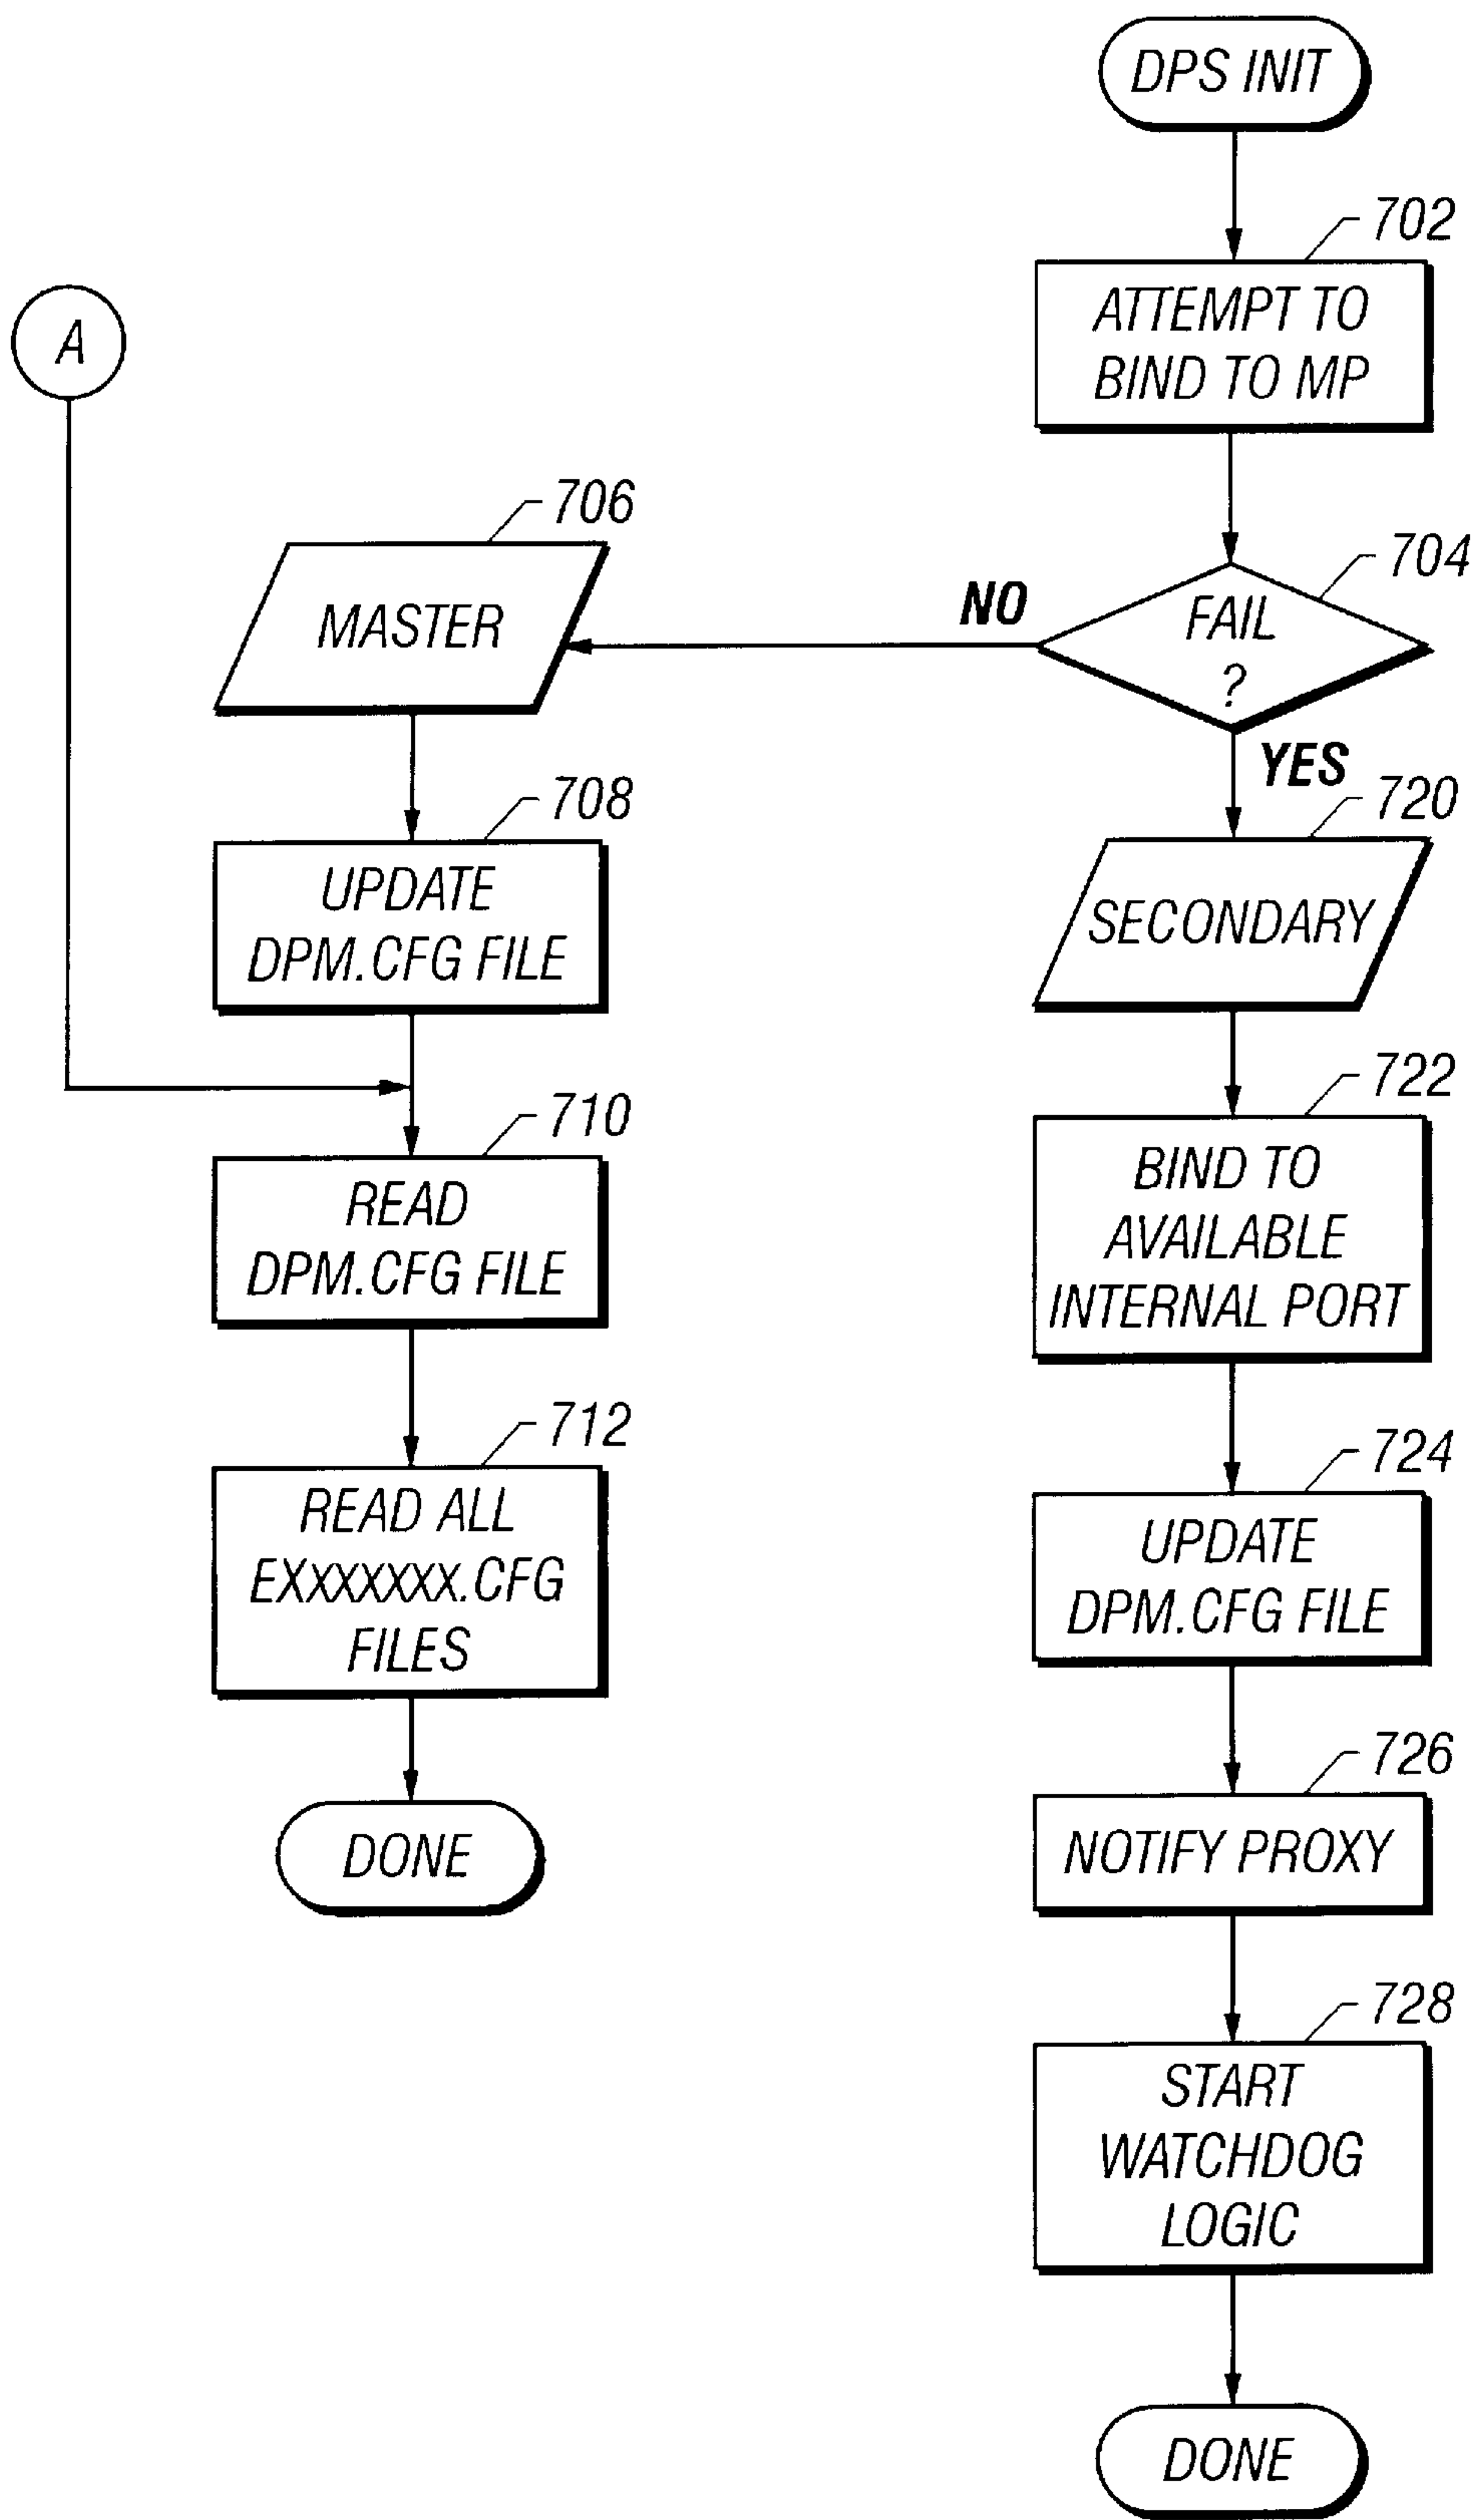 DPS INIT
702
ATTEMPT TO
BIND TO MP
A
704
FAIL
?
NO
YES
706
MASTER
708
UPDATE
DPM.CFG FILE
710
READ
DPM.CFG FILE
712
READ ALL
EXXXXXXX.CFG
FILES
DONE
720
SECONDARY
722
BIND TO
AVAILABLE
INTERNAL PORT
724
UPDATE
DPM.CFG FILE
726
NOTIFY PROXY
728
START
WATCHDOG
LOGIC
DONE